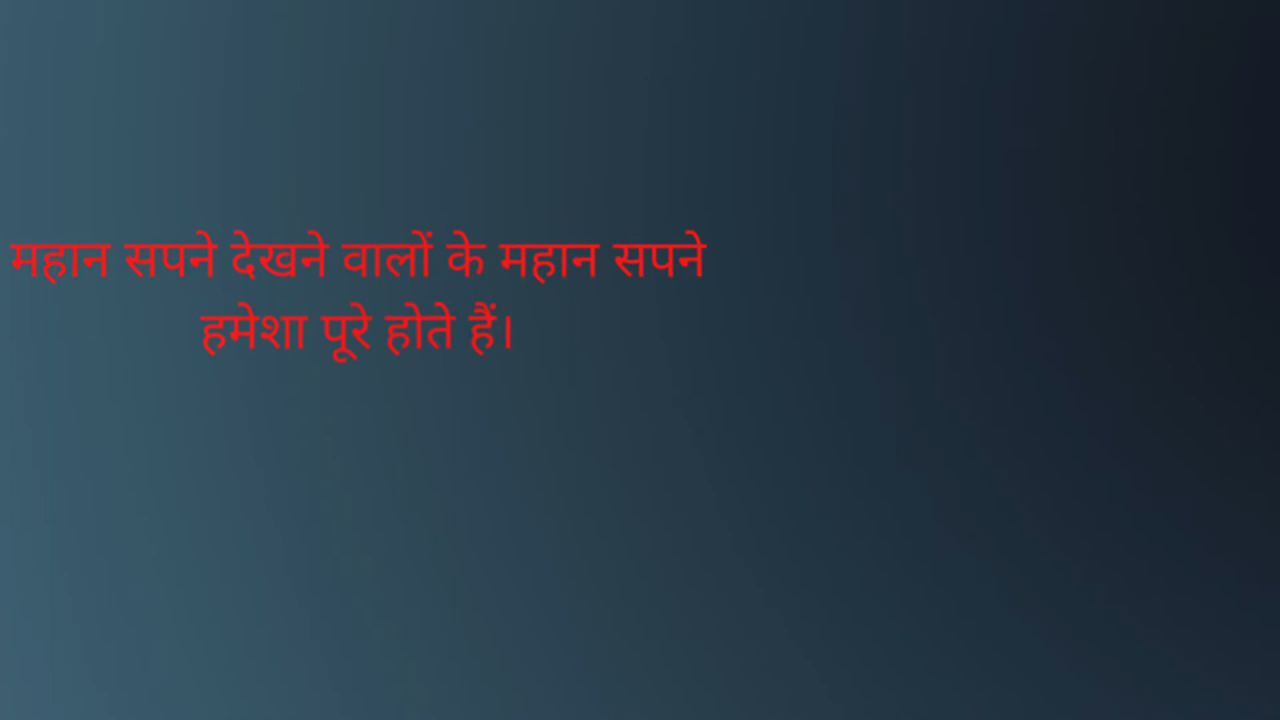 महान सपने देखने वालों के महान सपने
हमेशा पूरे होते हैं।